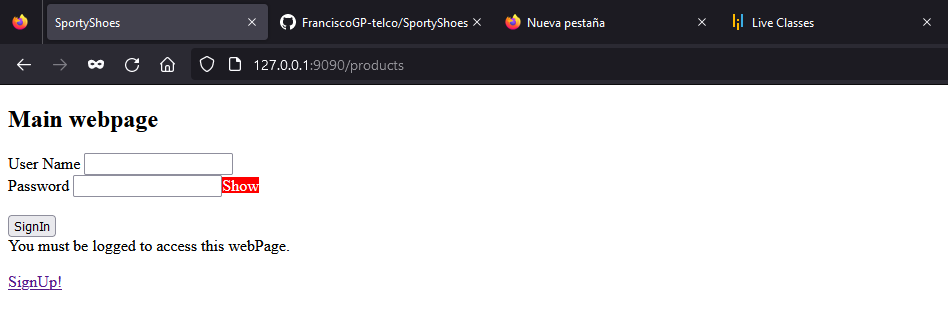 SportyShoes
FranciscoGP-telco/SportyShoes
Nueva pestaña
Live Classes
127.0.0.1:9090/products
Main webpage
User Name
Password Show
SignIn
You must be logged to access this webPage.
SignUp!